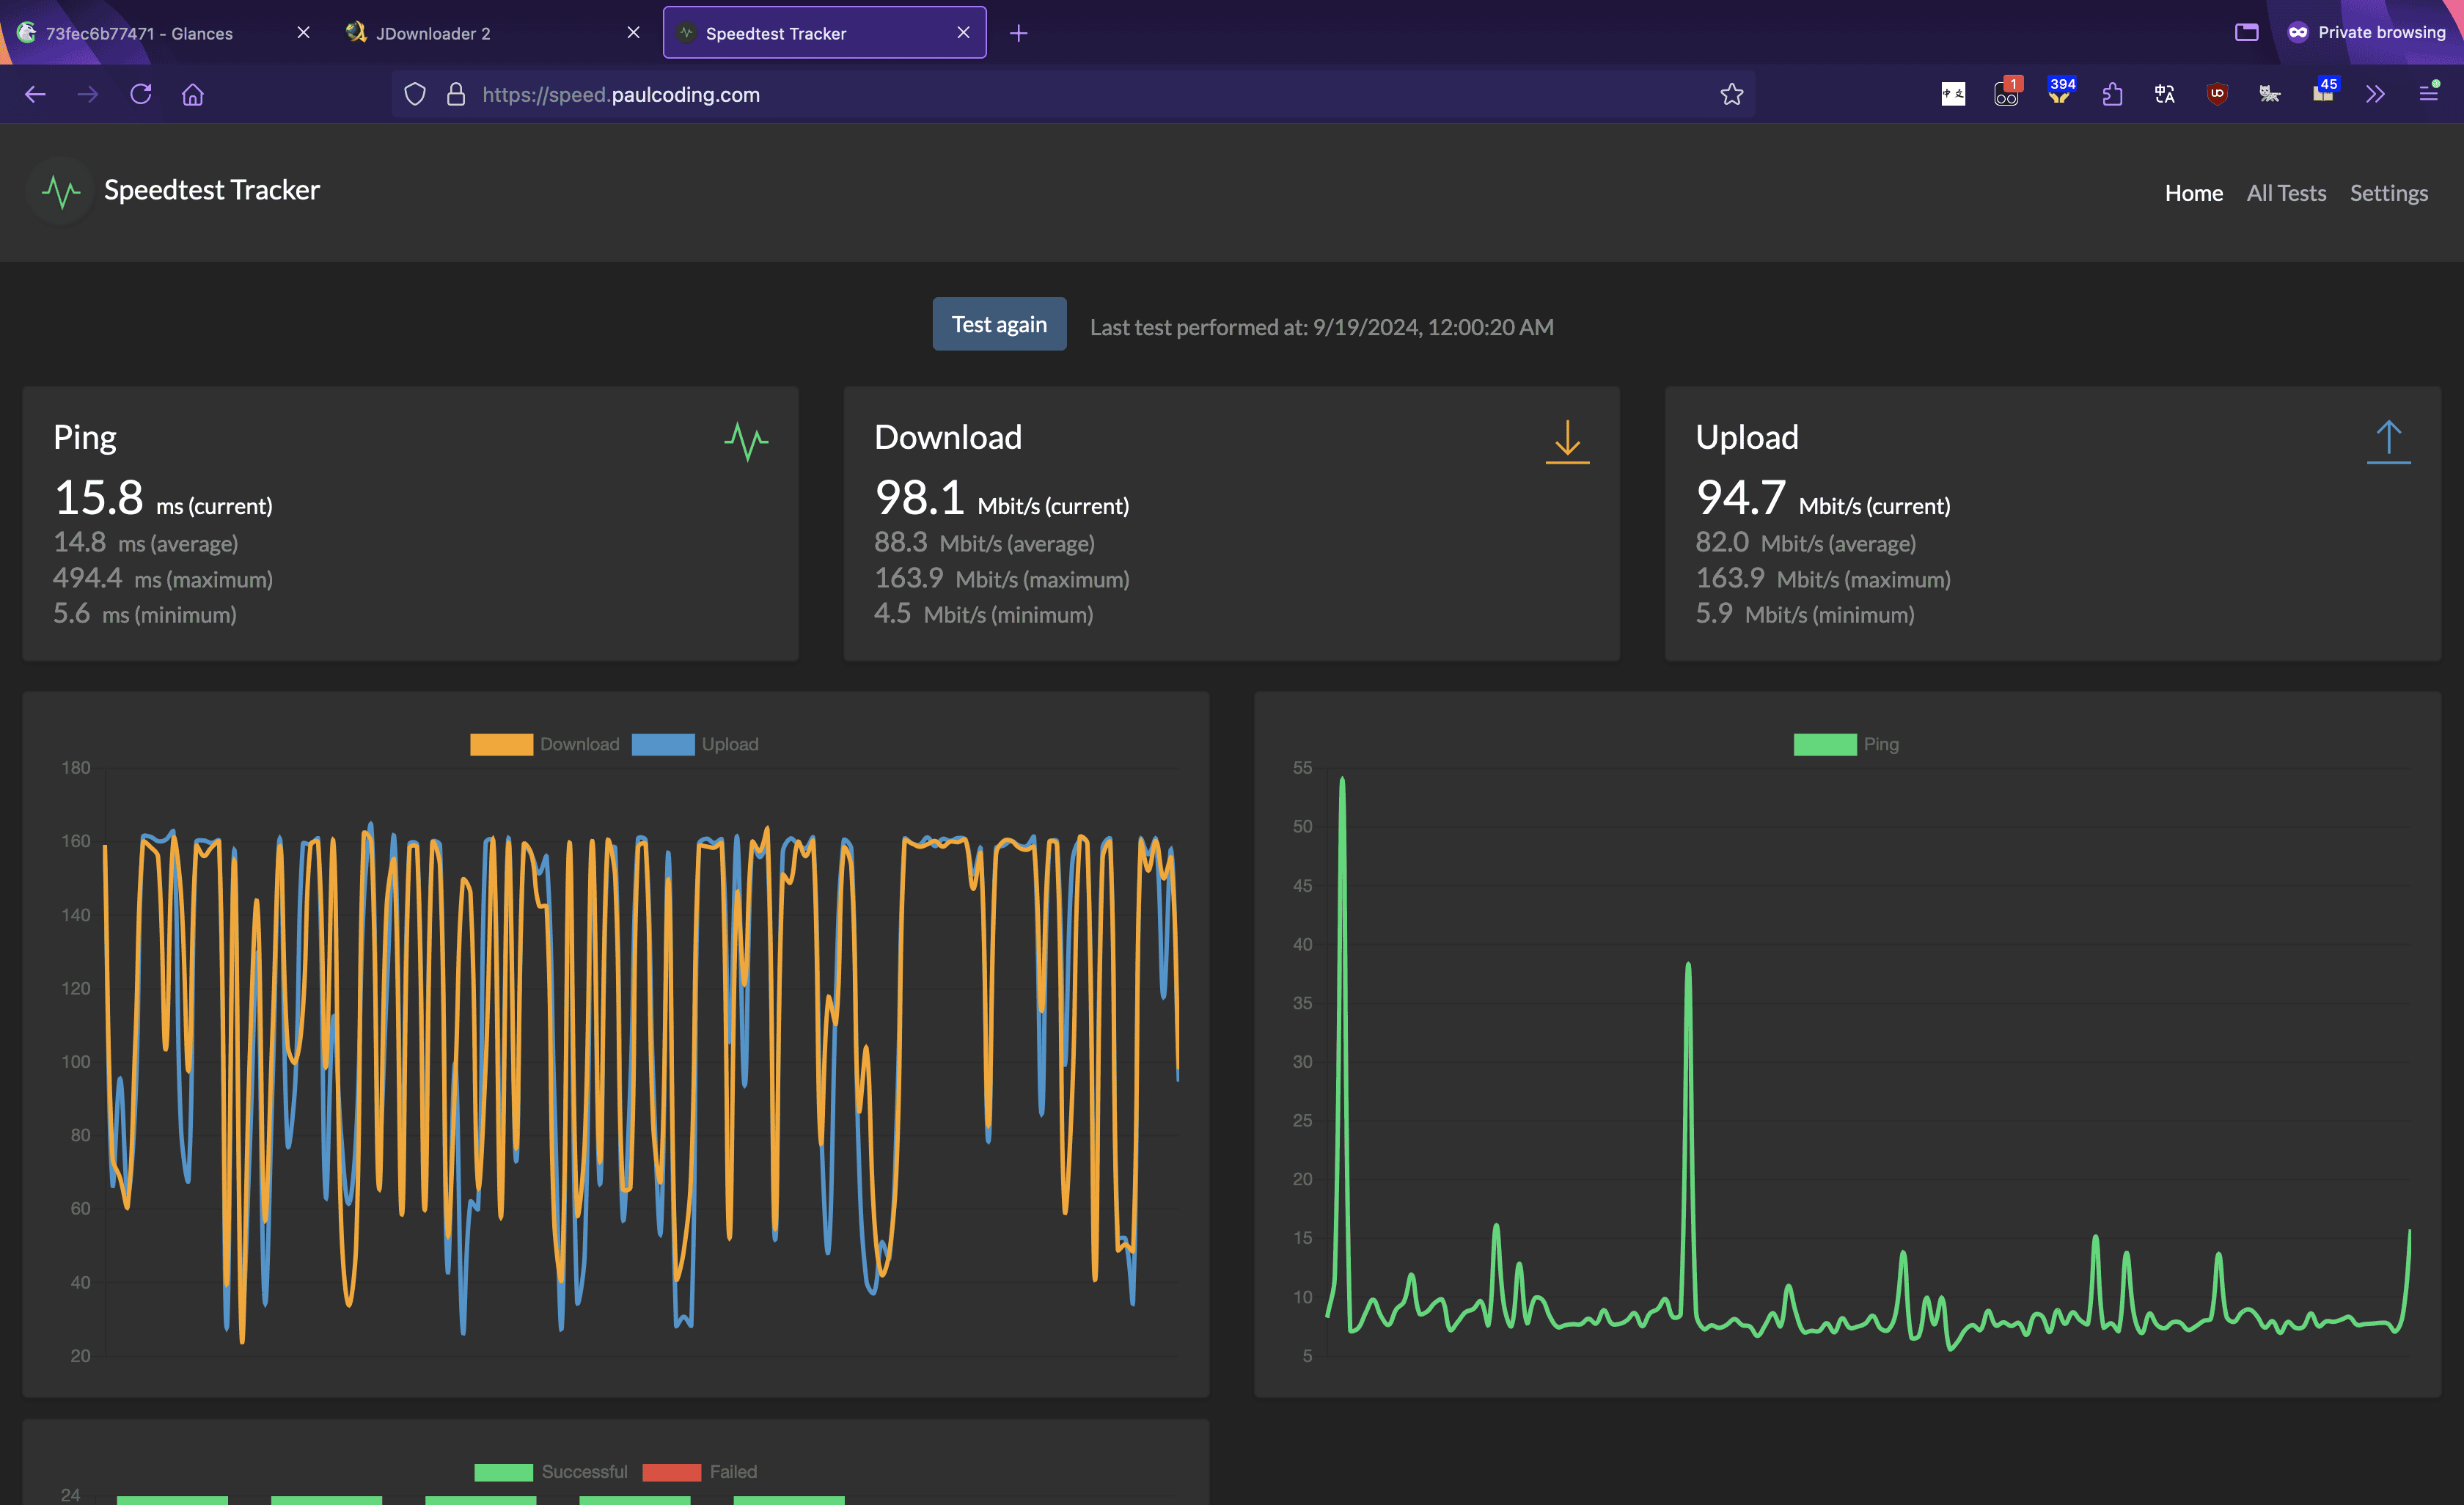 73fec6b77471 - Glances
JDownloader 2
Speedtest Tracker
Private browsing
https://speed.paulcoding.com
中文
1
394
45
Speedtest Tracker
Home All Tests Settings
Test again
Last test performed at: 9/19/2024, 12:00:20 AM
Ping
15.8 ms (current)
14.8 ms (average)
494.4 ms (maximum)
5.6 ms (minimum)
Download
98.1 Mbit/s (current)
88.3 Mbit/s (average)
163.9 Mbit/s (maximum)
4.5 Mbit/s (minimum)
Upload
94.7 Mbit/s (current)
82.0 Mbit/s (average)
163.9 Mbit/s (maximum)
5.9 Mbit/s (minimum)
Download Upload
180
160
140
120
100
80
60
40
20
Ping
55
50
45
40
35
30
25
20
15
10
5
Successful Failed
24